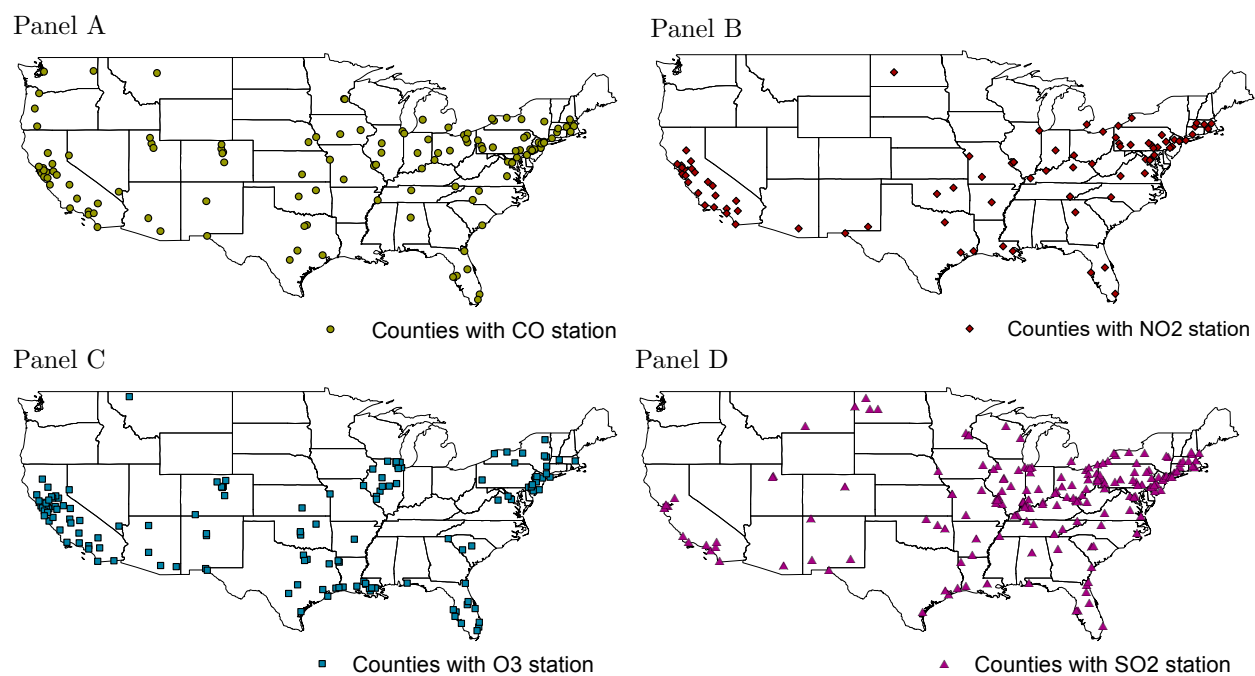 Panel A
Panel B
Counties with CO station
Counties with NO2 station
Panel C
Panel D
Counties with O3 station
Counties with SO2 station